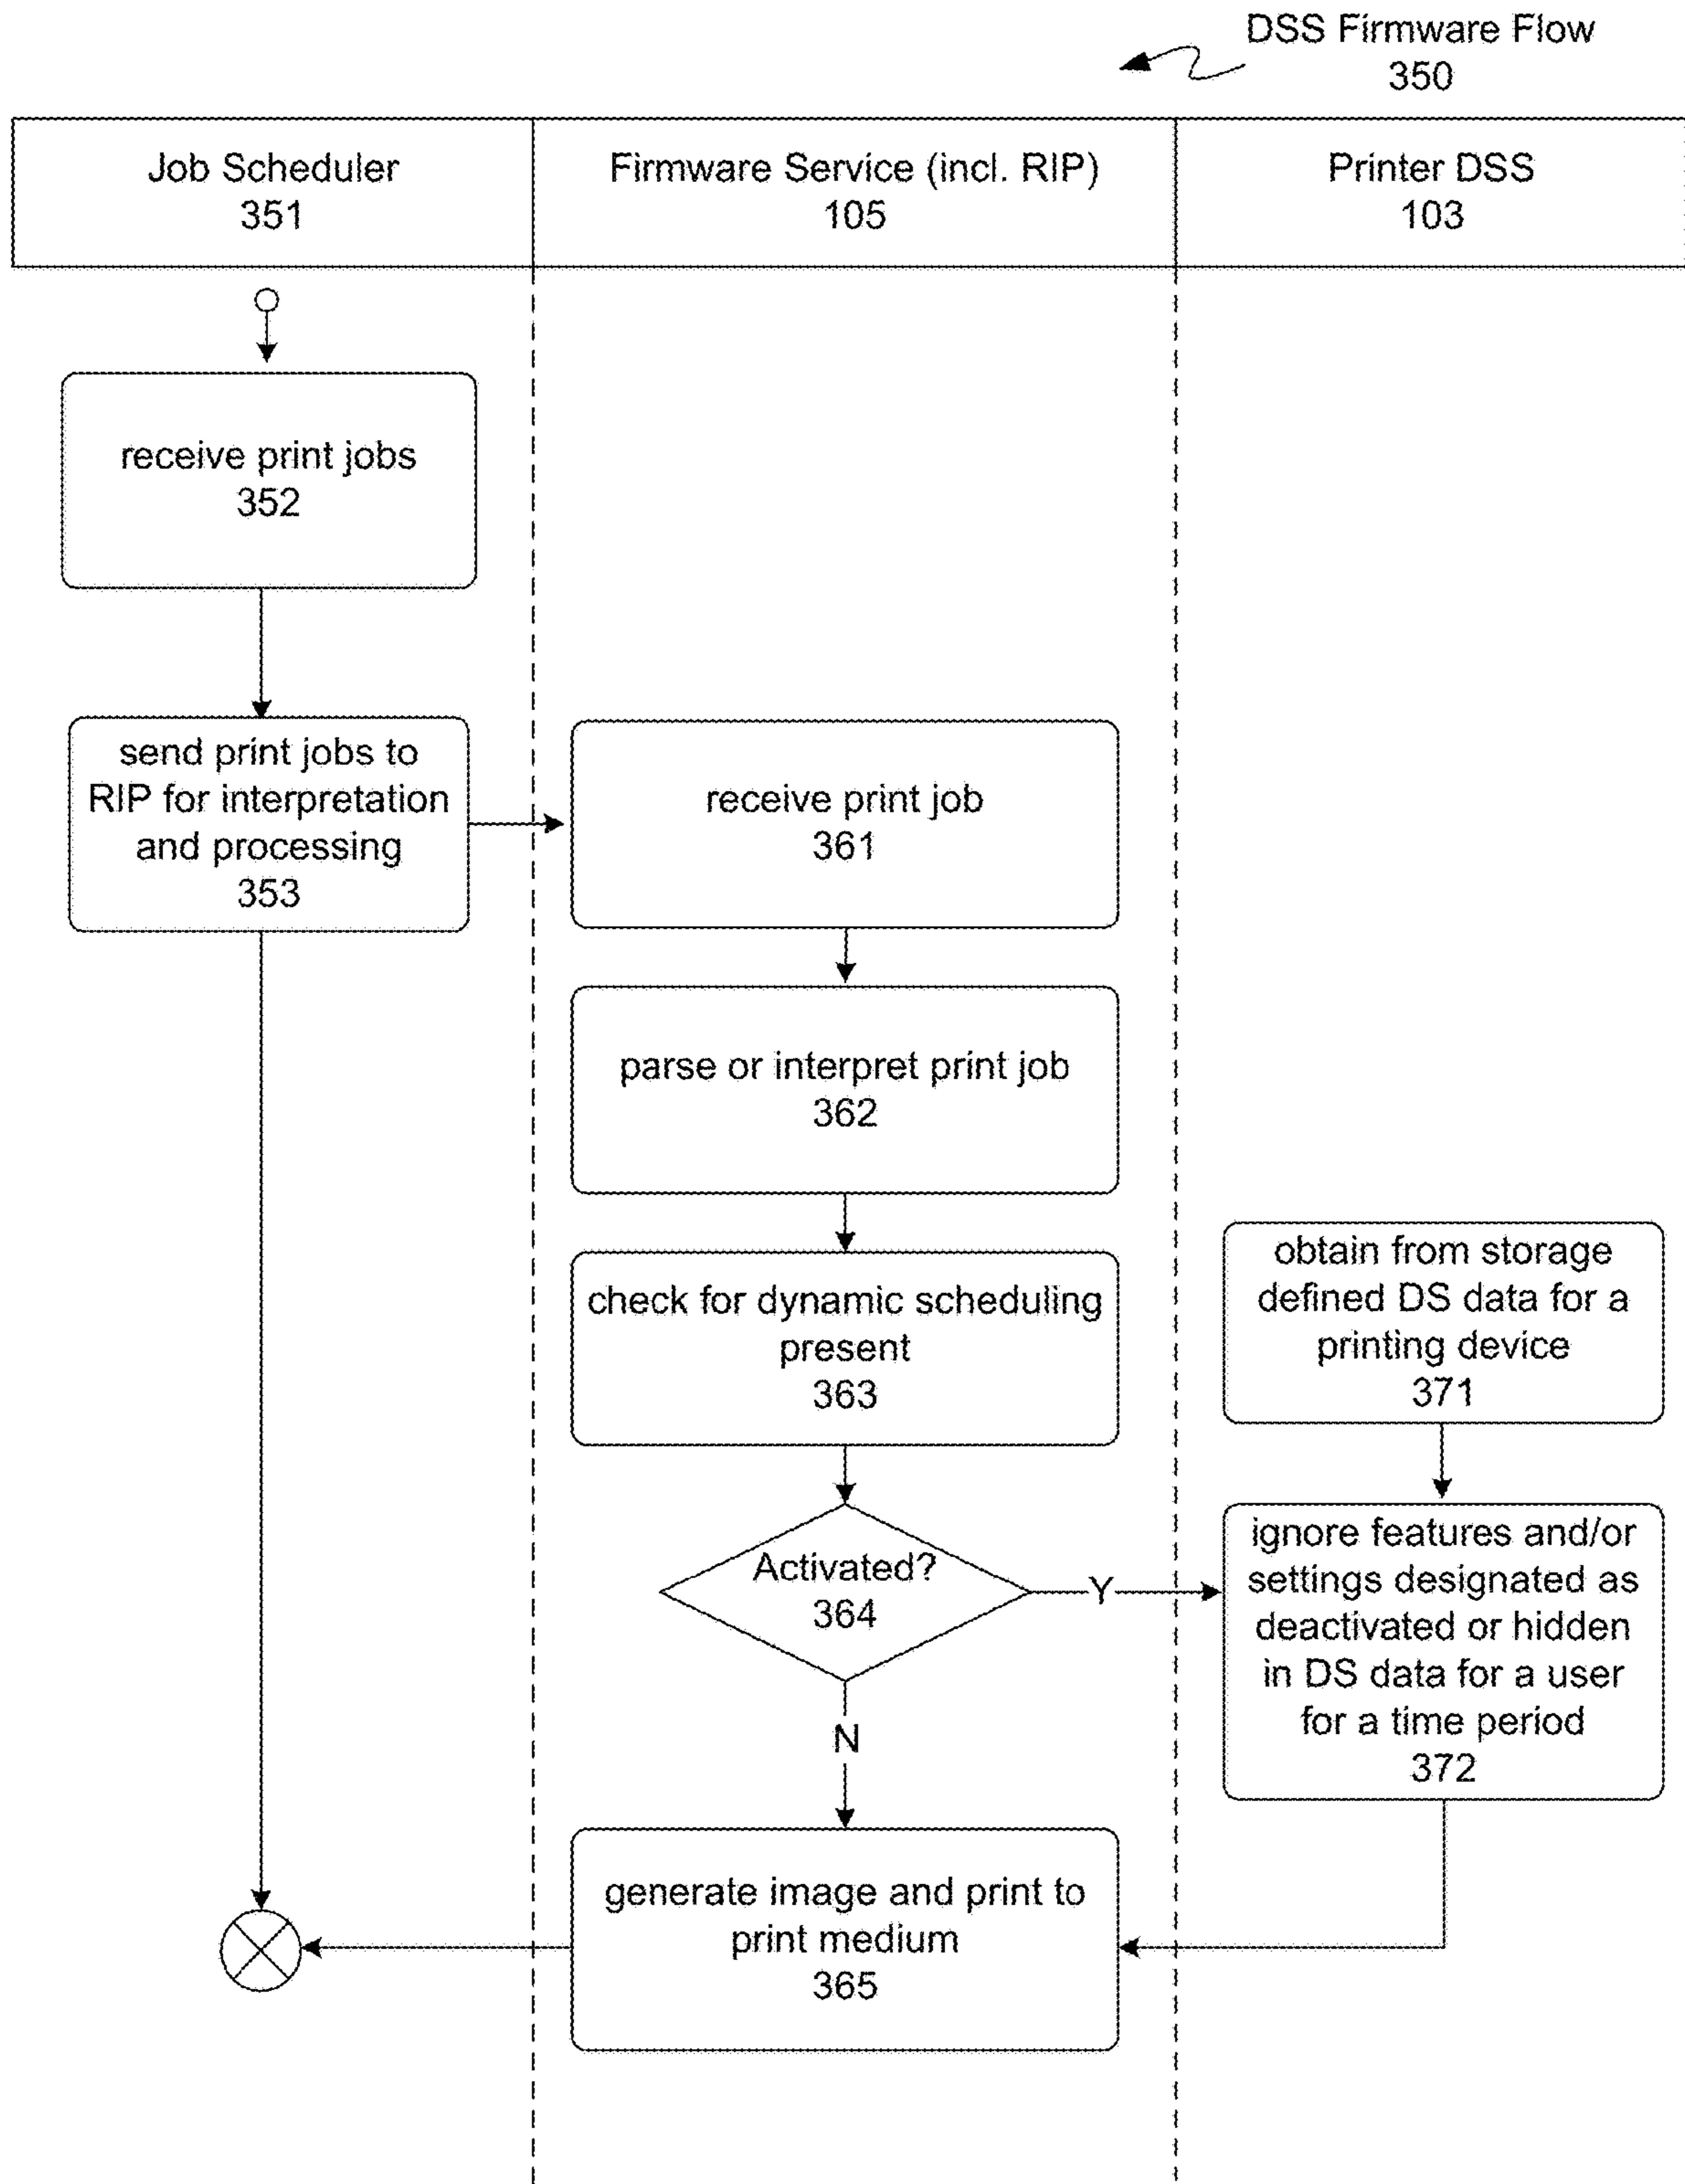 DSS Firmware Flow
350
Job Scheduler
351
Firmware Service (incl. RIP)
105
Printer DSS
103
receive print jobs
352
send print jobs to
RIP for interpretation
and processing
353
receive print job
361
parse or interpret print job
362
check for dynamic scheduling
present
363
Activated?
364
Y
N
obtain from storage
defined DS data for a
printing device
371
ignore features and/or
settings designated as
deactivated or hidden
in DS data for a user
for a time period
372
generate image and print to
print medium
365